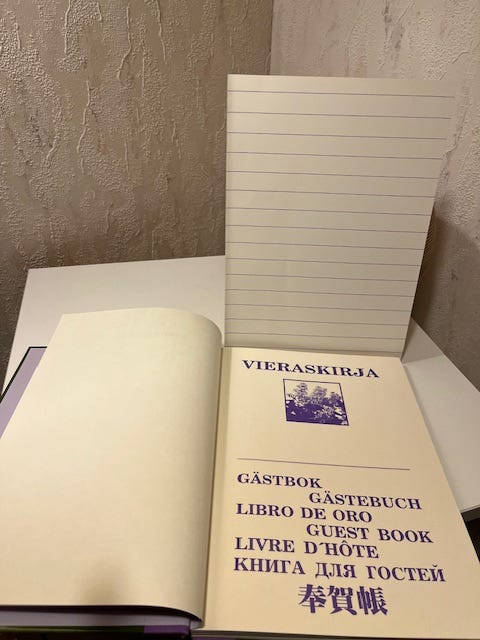 VIERASKIRJA
GÄSTBOK
GÄSTEBUCH
LIBRO DE ORO
GUEST BOOK
LIVRE D´HÔTE
КНИГА ДЛЯ ГОСТЕЙ
奉賀帳